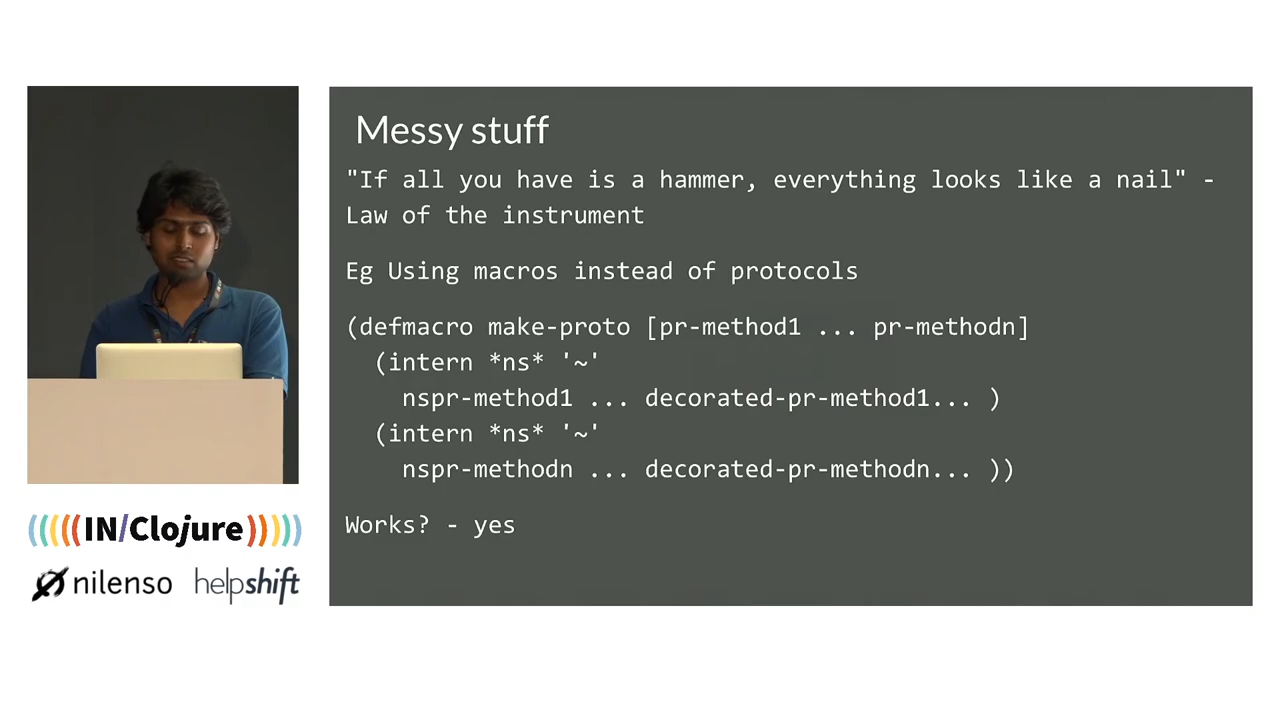 Messy stuff
"If all you have is a hammer, everything looks like a nail" -
Law of the instrument
Eg Using macros instead of protocols
(defmacro make-proto [pr-method1 ... pr-methodn]
(intern *ns* '~'
nspr-method1 ... decorated-pr-method1... )
(intern *ns* '~'
nspr-methodn ... decorated-pr-methodn... ))
Works? - yes
(((((IN/Clojure)))))
nilenso helpshift